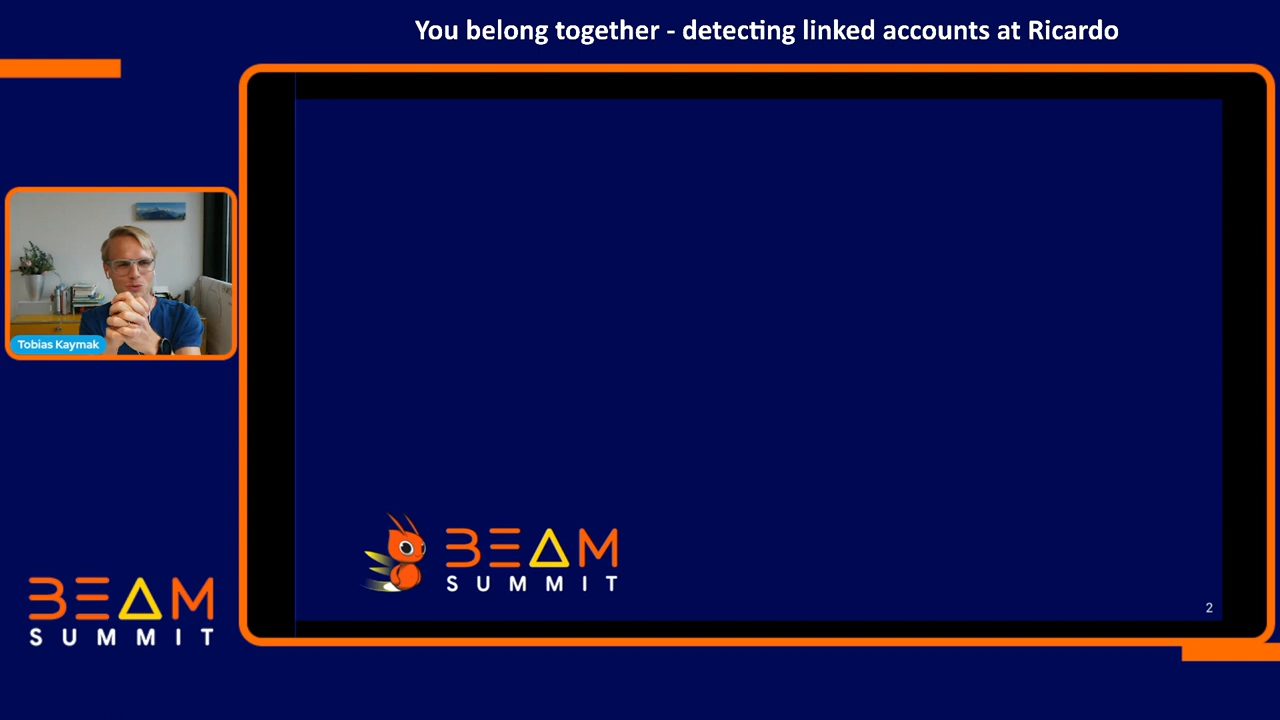 You belong together - detecting linked accounts at Ricardo
Tobias Kaymak
BEAM
SUMMIT
2
BEAM
SUMMIT